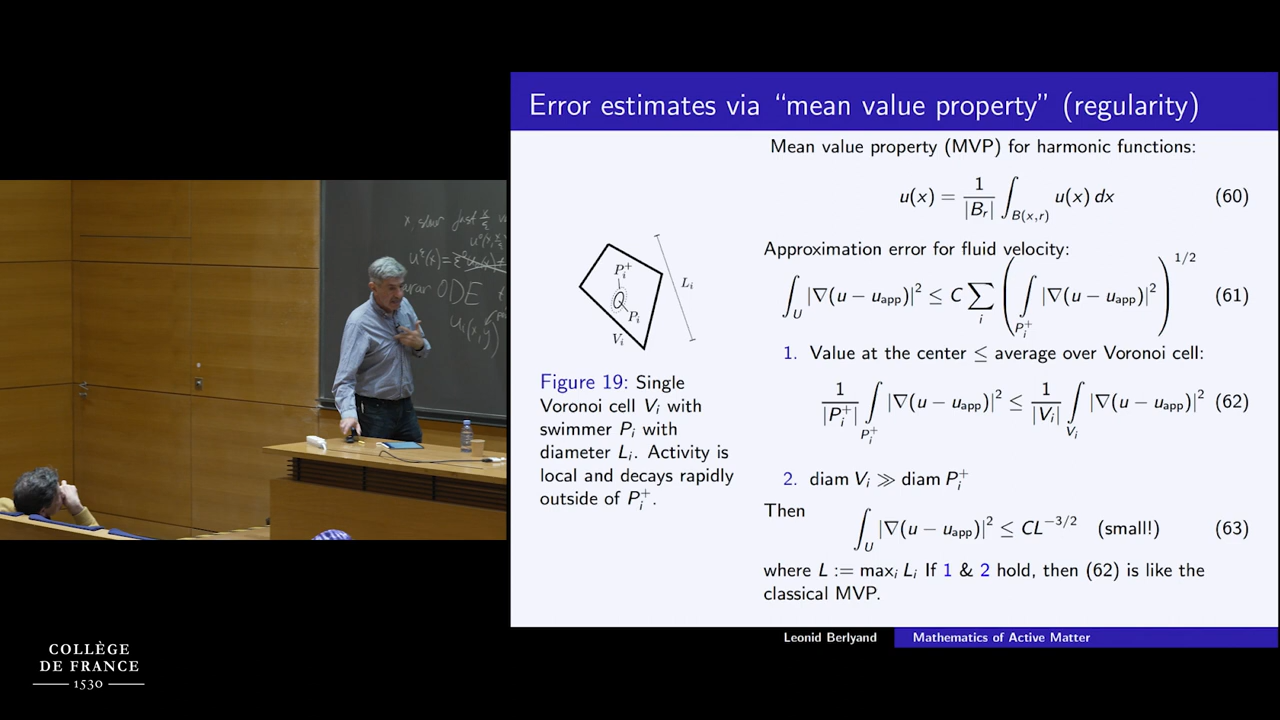 Error estimates via “mean value property” (regularity)
Mean value property (MVP) for harmonic functions:
u(x) = 1/|B_r| ∫_{B(x,r)} u(x) dx (60)
Approximation error for fluid velocity:
∫_U |∇(u − u_app)|² ≤ C ∑_i ( ∫_{P_i^+} |∇(u − u_app)|² )^{1/2} (61)
1. Value at the center ≤ average over Voronoi cell:
1/|P_i^+| ∫_{P_i^+} |∇(u − u_app)|² ≤ 1/|V_i| ∫_{V_i} |∇(u − u_app)|² (62)
2. diam V_i ≫ diam P_i^+
Then
∫_U |∇(u − u_app)|² ≤ CL^{−3/2} (small!) (63)
where L := max_i L_i If 1 & 2 hold, then (62) is like the
classical MVP.
P_i^+
L_i
P_i
V_i
Figure 19: Single
Voronoi cell V_i with
swimmer P_i with
diameter L_i. Activity is
local and decays rapidly
outside of P_i^+.
Leonid Berlyand Mathematics of Active Matter
x, slow fast x/ε
u^ε(x)=
ODE
u_1(x,y)
COLLÈGE
DE FRANCE
1530